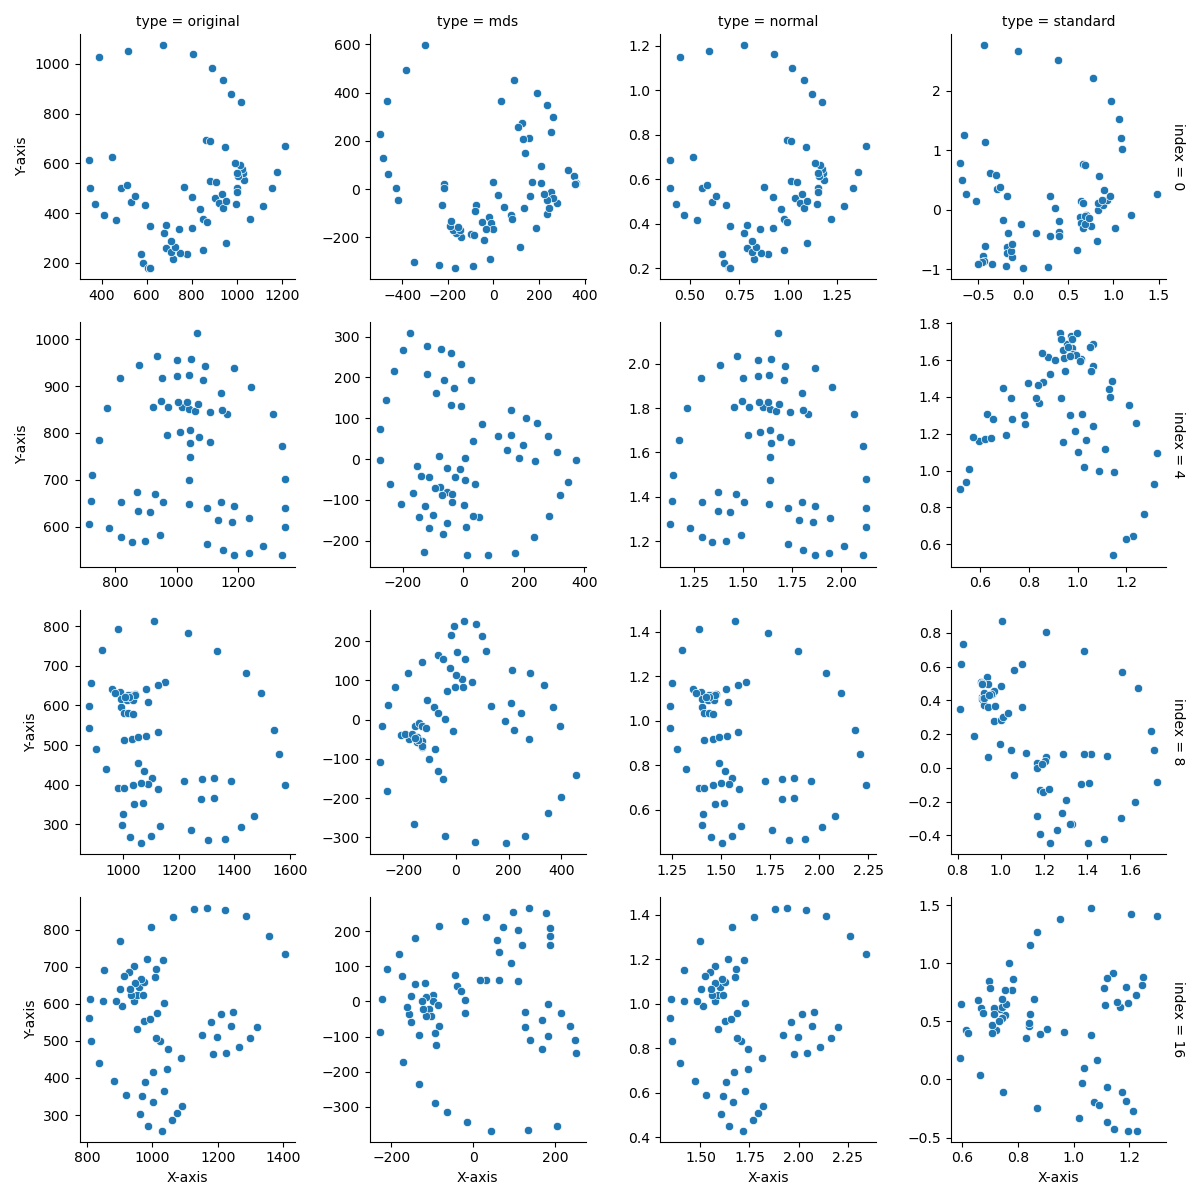 type = original
type = mds
type = normal
type = standard
Y-axis
1000
800
600
400
200
400 600 800 1000 1200
600
400
200
0
−200
−400 −200 0 200 400
1.2
1.0
0.8
0.6
0.4
0.2
0.50 0.75 1.00 1.25
2
1
0
−1
−0.5 0.0 0.5 1.0 1.5
index = 0
Y-axis
1000
900
800
700
600
800 1000 1200
300
200
100
0
−100
−200
−200 0 200 400
2.0
1.8
1.6
1.4
1.2
1.25 1.50 1.75 2.00
1.8
1.6
1.4
1.2
1.0
0.8
0.6
0.6 0.8 1.0 1.2
index = 4
Y-axis
800
700
600
500
400
300
1000 1200 1400 1600
200
100
0
−100
−200
−300
−200 0 200 400
1.4
1.2
1.0
0.8
0.6
1.25 1.50 1.75 2.00 2.25
0.8
0.6
0.4
0.2
0.0
−0.2
−0.4
0.8 1.0 1.2 1.4 1.6
index = 8
Y-axis
800
700
600
500
400
300
800 1000 1200 1400
X-axis
200
100
0
−100
−200
−300
−200 0 200
X-axis
1.4
1.2
1.0
0.8
0.6
0.4
1.50 1.75 2.00 2.25
X-axis
1.5
1.0
0.5
0.0
−0.5
0.6 0.8 1.0 1.2
X-axis
index = 16